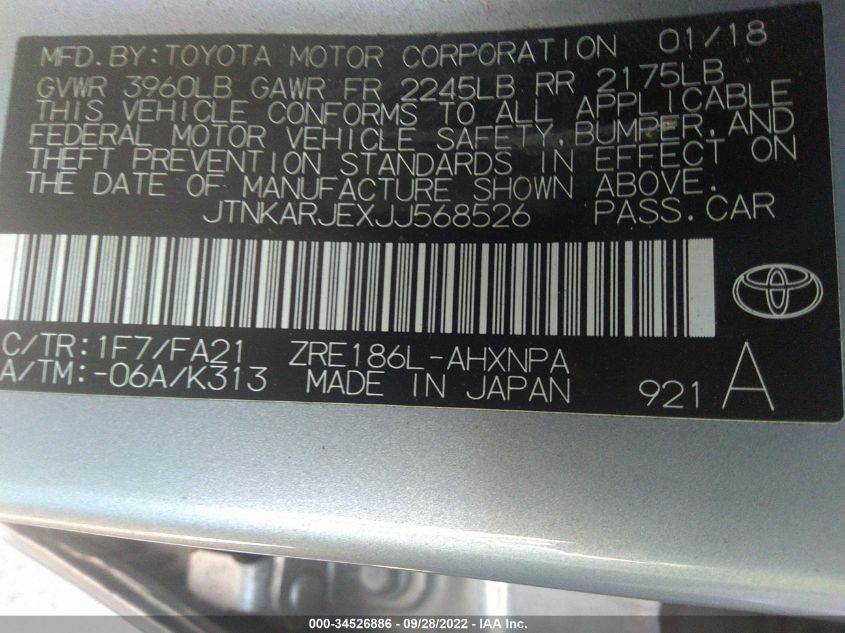 MFD.BY:TOYOTA MOTOR CORPORATION 01/18
GVWR 3960LB GAWR FR 2245LB RR 2175LB
THIS VEHICLE CONFORMS TO ALL APPLICABLE
FEDERAL MOTOR VEHICLE SAFETY,BUMPER,AND
THEFT PREVENTION STANDARDS IN EFFECT ON
THE DATE OF MANUFACTURE SHOWN ABOVE.
JTNKARJEXJJ568526 PASS.CAR
C/TR:1F7/FA21 ZRE186L-AHXNPA
A/TM:-06A/K313 MADE IN JAPAN 921 A
000-34526886 - 09/28/2022 - IAA Inc.